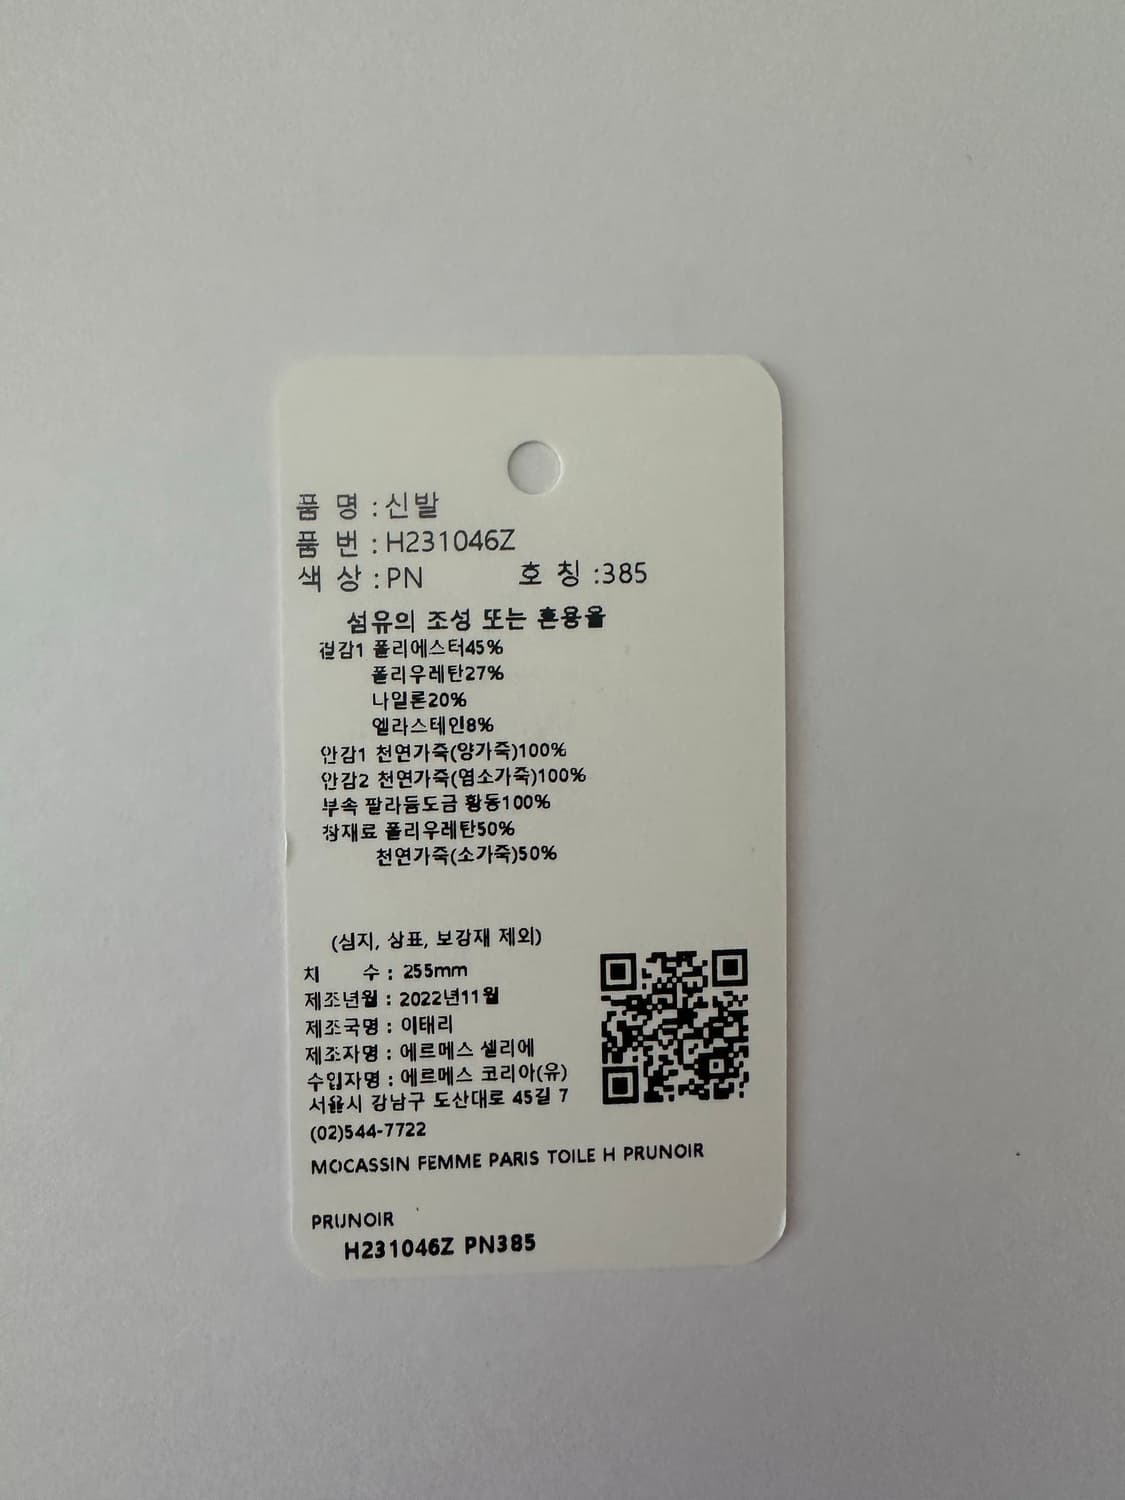 품 명 : 신발
품 번 : H231046Z
색 상 : PN 호 칭 :385
섬유의 조성 또는 혼용율
겉감1 폴리에스터45%
폴리우레탄27%
나일론20%
엘라스테인8%
안감1 천연가죽(양가죽)100%
안감2 천연가죽(염소가죽)100%
부속 팔라듐도금 황동100%
창재료 폴리우레탄50%
천연가죽(소가죽)50%
(심지, 상표, 보강재 제외)
치 수 : 255mm
제조년월 : 2022년11월
제조국명 : 이태리
제조자명 : 에르메스 셀리에
수입자명 : 에르메스 코리아(유)
서울시 강남구 도산대로 45길 7
(02)544-7722
MOCASSIN FEMME PARIS TOILE H PRUNOIR
PRUNOIR
H231046Z PN385